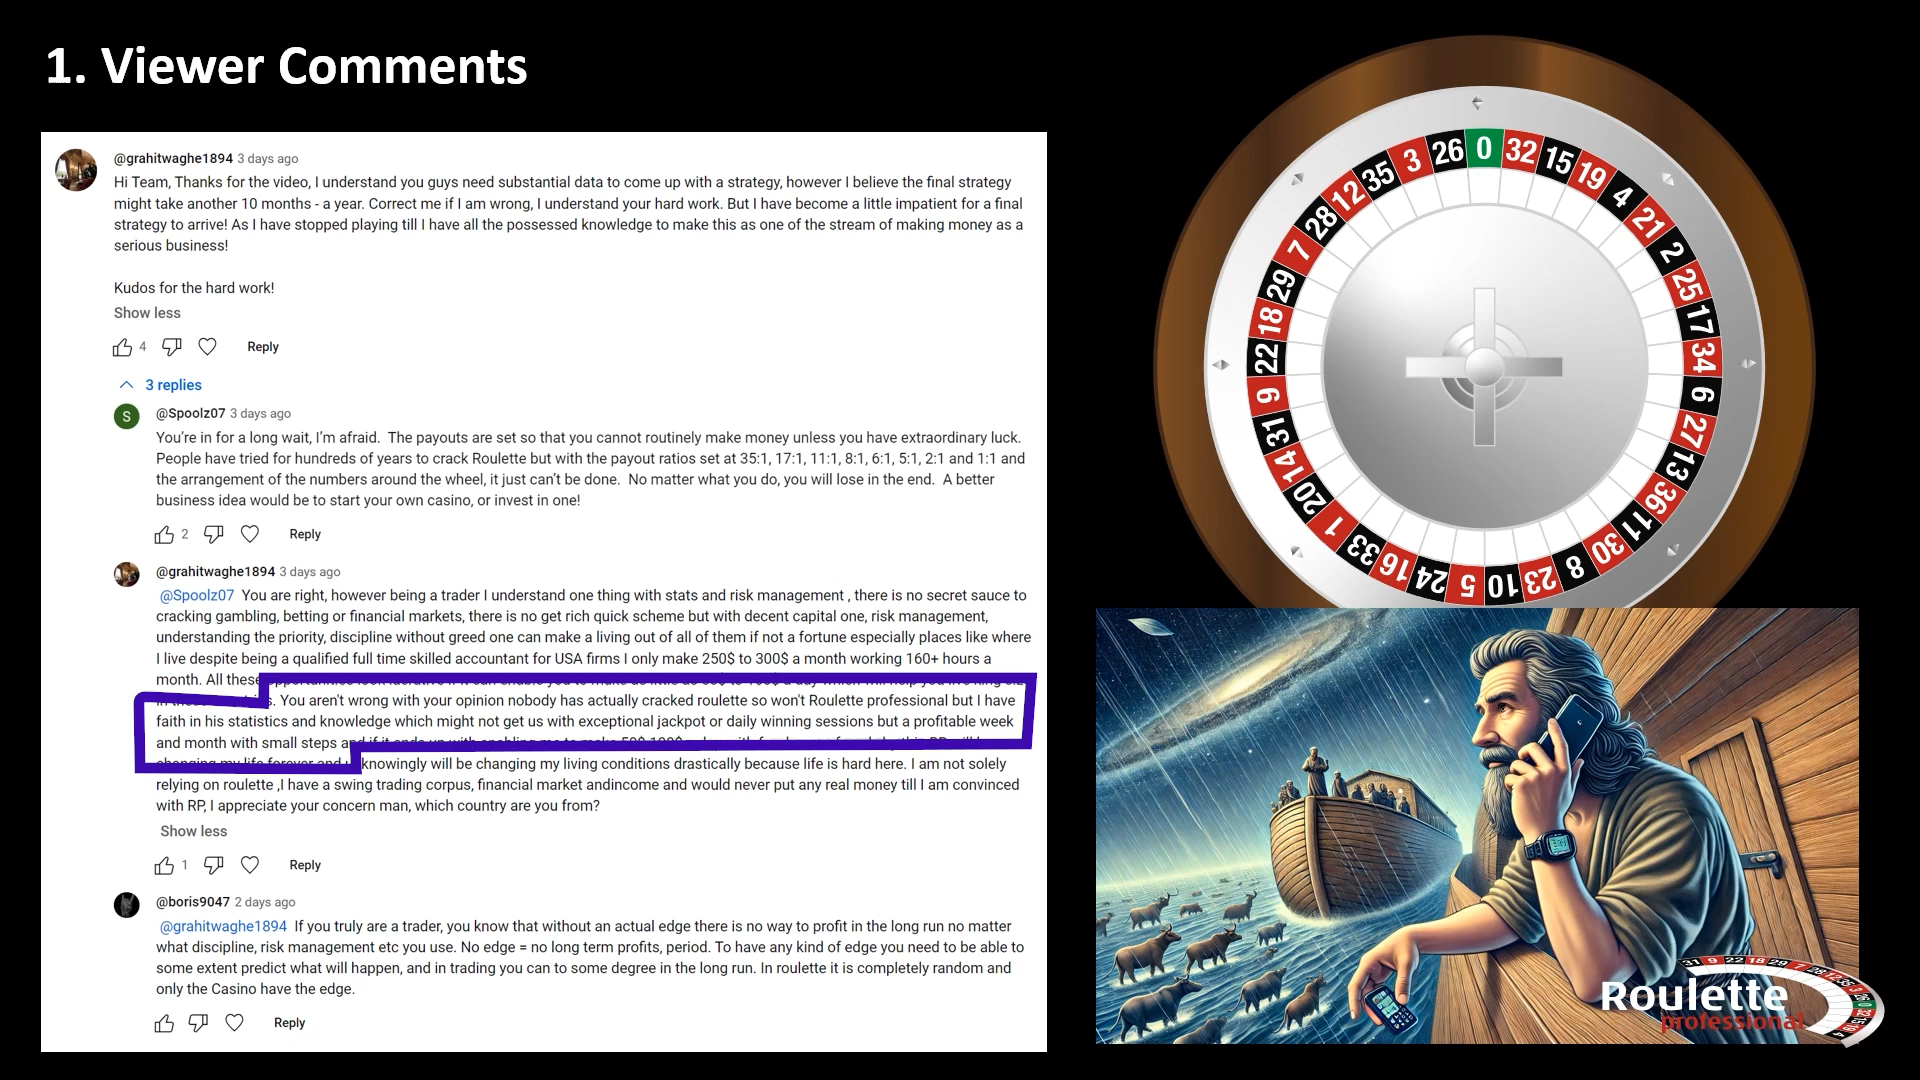 1. Viewer Comments
@grahitwaghe1894 3 days ago
Hi Team, Thanks for the video, I understand you guys need substantial data to come up with a strategy, however I believe the final strategy
might take another 10 months - a year. Correct me if I am wrong, I understand your hard work. But I have become a little impatient for a final
strategy to arrive! As I have stopped playing till I have all the possessed knowledge to make this as one of the stream of making money as a
serious business!
Kudos for the hard work!
Show less
4 Reply
3 replies
S
@Spoolz07 3 days ago
You're in for a long wait, I'm afraid. The payouts are set so that you cannot routinely make money unless you have extraordinary luck.
People have tried for hundreds of years to crack Roulette but with the payout ratios set at 35:1, 17:1, 11:1, 8:1, 6:1, 5:1, 2:1 and 1:1 and
the arrangement of the numbers around the wheel, it just can't be done. No matter what you do, you will lose in the end. A better
business idea would be to start your own casino, or invest in one!
2 Reply
@grahitwaghe1894 3 days ago
@Spoolz07 You are right, however being a trader I understand one thing with stats and risk management , there is no secret sauce to
cracking gambling, betting or financial markets, there is no get rich quick scheme but with decent capital one, risk management,
understanding the priority, discipline without greed one can make a living out of all of them if not a fortune especially places like where
I live despite being a qualified full time skilled accountant for USA firms I only make 250$ to 300$ a month working 160+ hours a
month. All these
You aren't wrong with your opinion nobody has actually cracked roulette so won't Roulette professional but I have
faith in his statistics and knowledge which might not get us with exceptional jackpot or daily winning sessions but a profitable week
and month with small steps
changing my life forever and unknowingly will be changing my living conditions drastically because life is hard here. I am not solely
relying on roulette ,I have a swing trading corpus, financial market andincome and would never put any real money till I am convinced
with RP, I appreciate your concern man, which country are you from?
Show less
1 Reply
@boris9047 2 days ago
@grahitwaghe1894 If you truly are a trader, you know that without an actual edge there is no way to profit in the long run no matter
what discipline, risk management etc you use. No edge = no long term profits, period. To have any kind of edge you need to be able to
some extent predict what will happen, and in trading you can to some degree in the long run. In roulette it is completely random and
only the Casino have the edge.
Reply
0 32 15 19 4 21 2 25 17 34 6 27 13 36 11 30 8 23 10 5 24 16 33 1 20 14 31 9 22 18 29 7 28 12 35 3 26
31 9 22 18 29 7 28 12 35 3 26 0 32 15
Roulette
professional